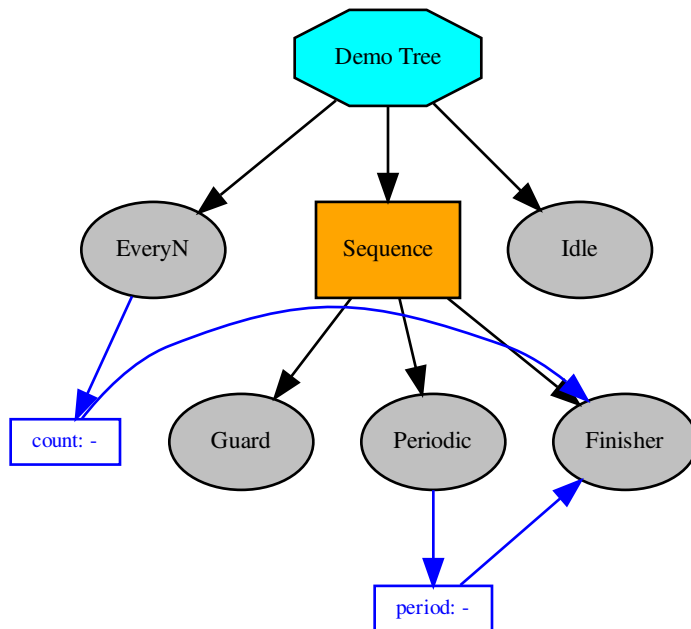 Demo Tree
EveryN
Sequence
Idle
count: -
Guard
Periodic
Finisher
period: -